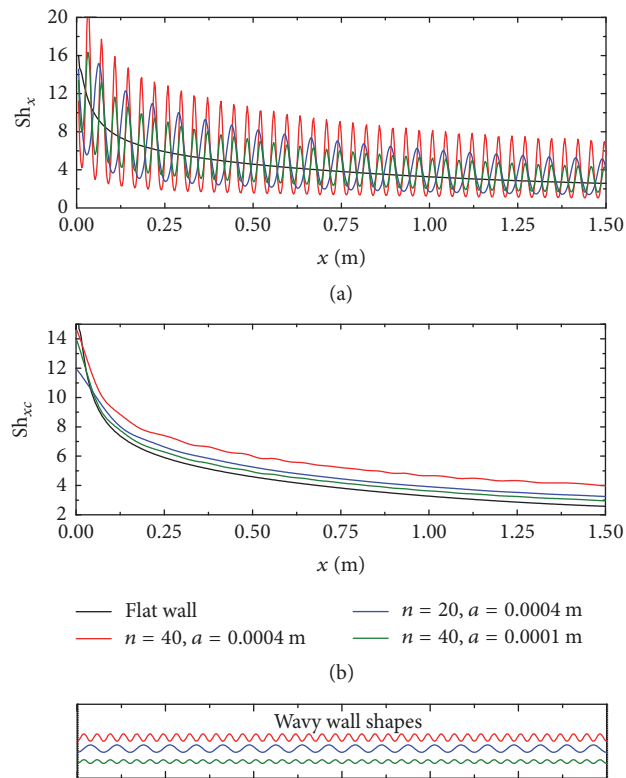 20
16
12
8
4
0
Sh_x
0.00 0.25 0.50 0.75 1.00 1.25 1.50
x (m)
(a)
14
12
10
8
6
4
2
Sh_xc
0.00 0.25 0.50 0.75 1.00 1.25 1.50
x (m)
Flat wall
n = 20, a = 0.0004 m
n = 40, a = 0.0004 m
n = 40, a = 0.0001 m
(b)
Wavy wall shapes